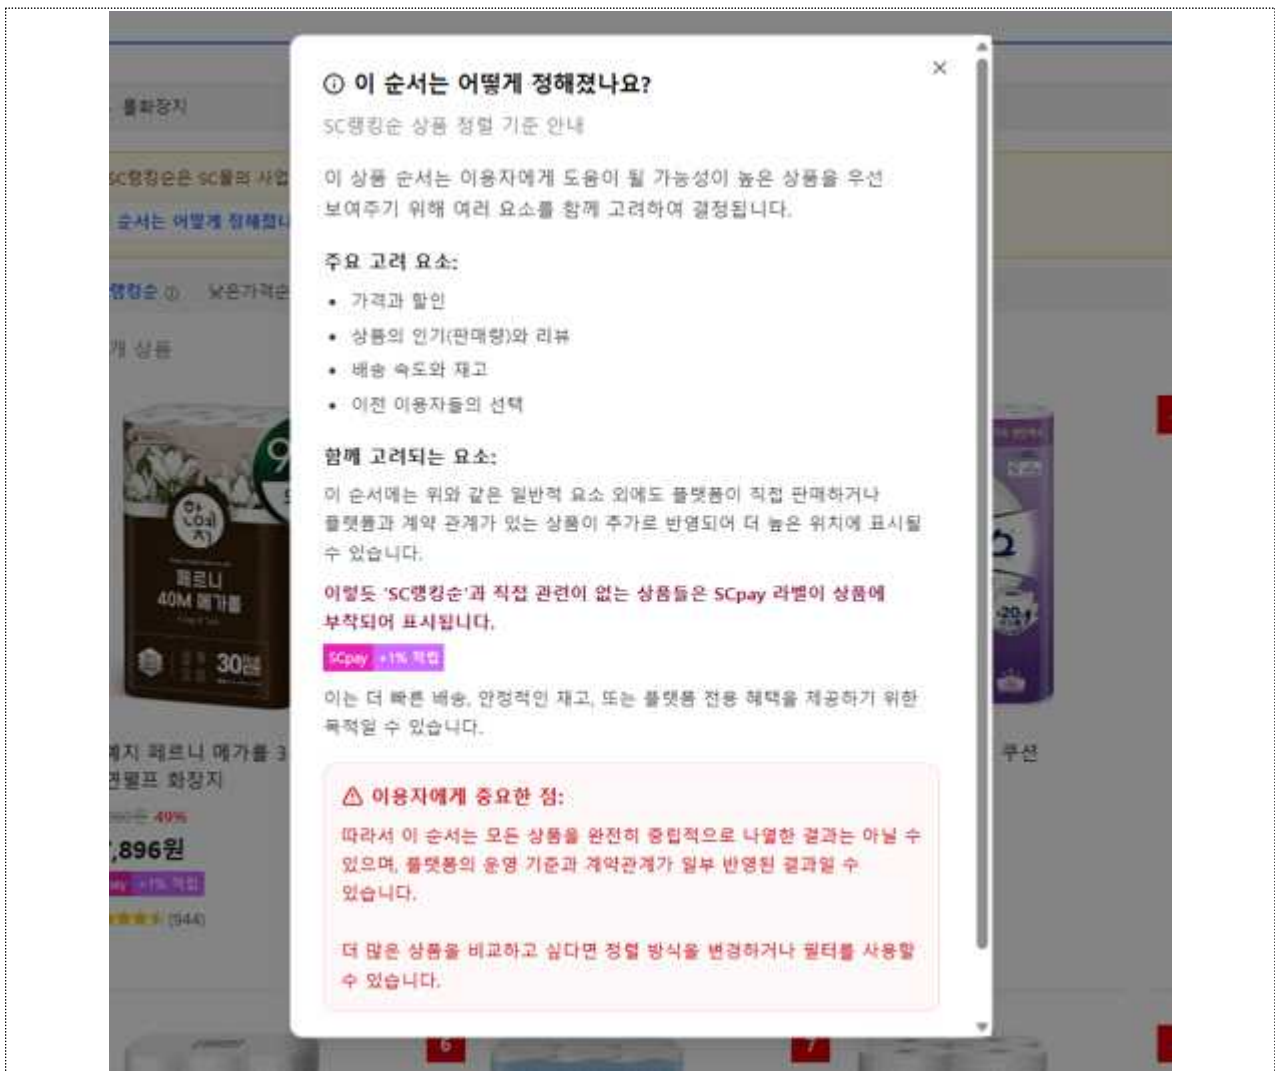 이 순서는 어떻게 정해졌나요?
SC랭킹순 상품 정렬 기준 안내
이 상품 순서는 이용자에게 도움이 될 가능성이 높은 상품을 우선
보여주기 위해 여러 요소를 함께 고려하여 결정됩니다.
주요 고려 요소:
• 가격과 할인
• 상품의 인기(판매량)와 리뷰
• 배송 속도와 재고
• 이전 이용자들의 선택
함께 고려되는 요소:
이 순서에는 위와 같은 일반적 요소 외에도 플랫폼이 직접 판매하거나
플랫폼과 계약 관계가 있는 상품이 추가로 반영되어 더 높은 위치에 표시될
수 있습니다.
이렇듯 'SC랭킹순'과 직접 관련이 없는 상품들은 SCpay 라벨이 상품에
부착되어 표시됩니다.
SCpay +1% 적립
이는 더 빠른 배송, 안정적인 재고, 또는 플랫폼 전용 혜택을 제공하기 위한
목적일 수 있습니다.
이용자에게 중요한 점:
따라서 이 순서는 모든 상품을 완전히 중립적으로 나열한 결과는 아닐 수
있으며, 플랫폼의 운영 기준과 계약관계가 일부 반영된 결과일 수
있습니다.
더 많은 상품을 비교하고 싶다면 정렬 방식을 변경하거나 필터를 사용할
수 있습니다.
롤화장지
SC랭킹순은 SC몰의 사업
순서는 어떻게 정해졌나
랭킹순 낮은가격순
개 상품
페르니
40M 메가롤
30
예지 페르니 메가롤 3
연펄프 화장지
49%
,896원
+1% 적립
(944)
쿠션
6
7